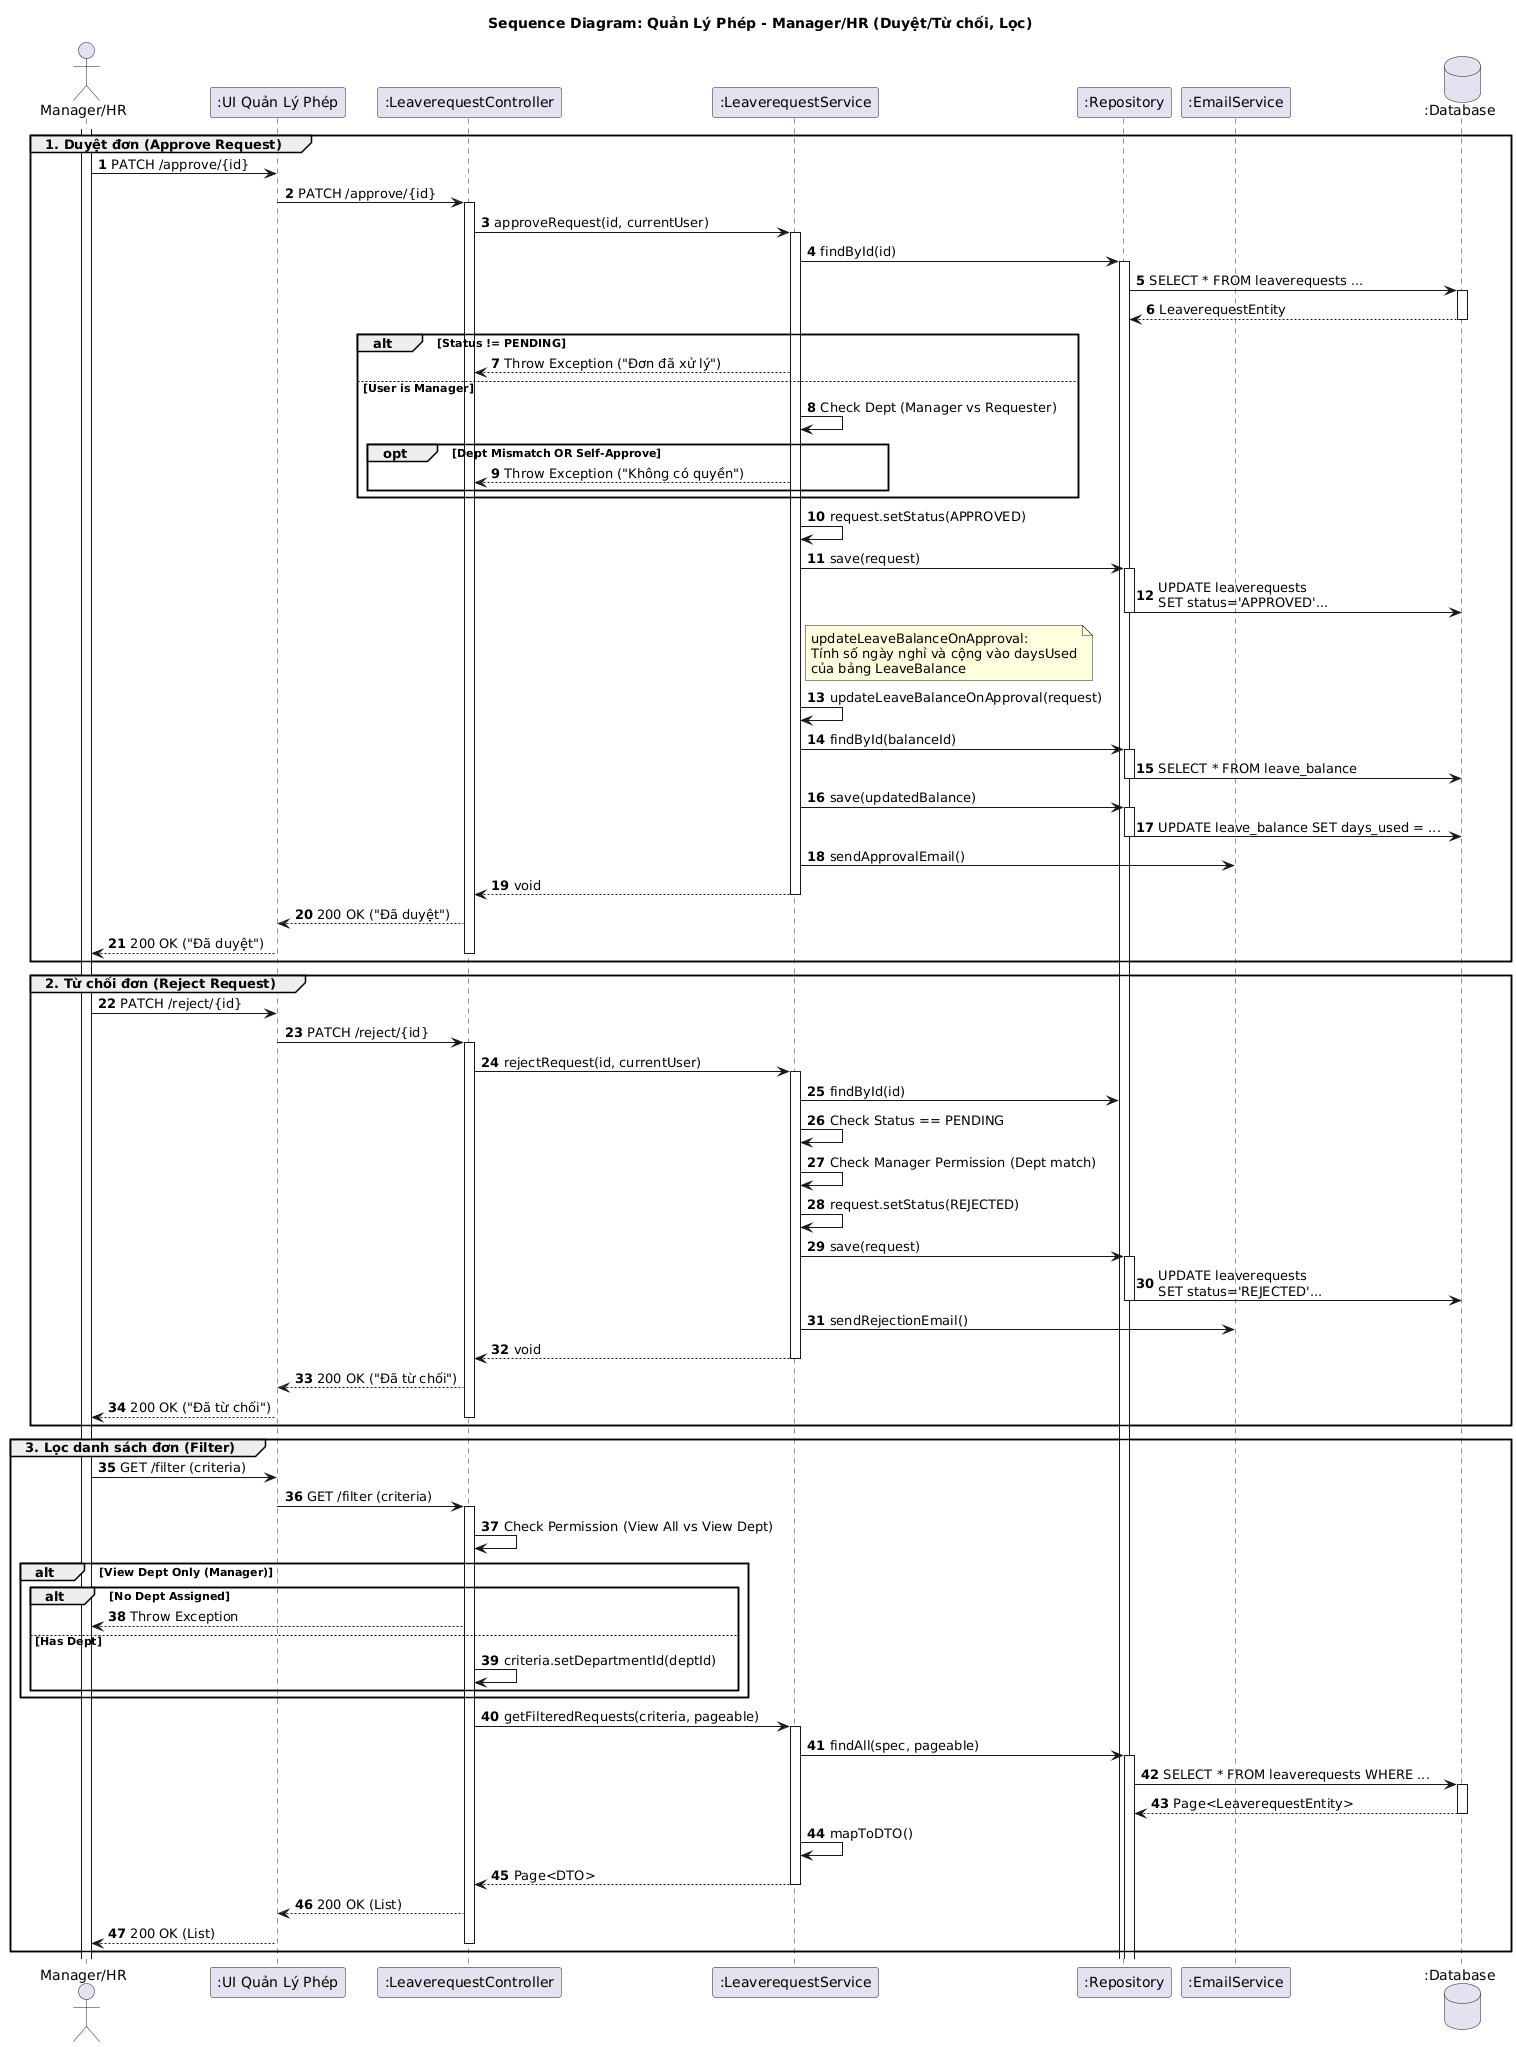 Sequence Diagram: Quản Lý Phép - Manager/HR (Duyệt/Từ chối, Lọc)
Manager/HR
:UI Quản Lý Phép
:LeaverequestController
:LeaverequestService
:Repository
:EmailService
:Database
1. Duyệt đơn (Approve Request)
1 PATCH /approve/{id}
2 PATCH /approve/{id}
3 approveRequest(id, currentUser)
4 findById(id)
5 SELECT * FROM leaverequests ...
6 LeaverequestEntity
alt [Status != PENDING]
7 Throw Exception ("Đơn đã xử lý")
[User is Manager]
8 Check Dept (Manager vs Requester)
opt [Dept Mismatch OR Self-Approve]
9 Throw Exception ("Không có quyền")
10 request.setStatus(APPROVED)
11 save(request)
12 UPDATE leaverequests
SET status='APPROVED'...
updateLeaveBalanceOnApproval:
Tính số ngày nghỉ và cộng vào daysUsed
của bảng LeaveBalance
13 updateLeaveBalanceOnApproval(request)
14 findById(balanceId)
15 SELECT * FROM leave_balance
16 save(updatedBalance)
17 UPDATE leave_balance SET days_used = ...
18 sendApprovalEmail()
19 void
20 200 OK ("Đã duyệt")
21 200 OK ("Đã duyệt")
2. Từ chối đơn (Reject Request)
22 PATCH /reject/{id}
23 PATCH /reject/{id}
24 rejectRequest(id, currentUser)
25 findById(id)
26 Check Status == PENDING
27 Check Manager Permission (Dept match)
28 request.setStatus(REJECTED)
29 save(request)
30 UPDATE leaverequests
SET status='REJECTED'...
31 sendRejectionEmail()
32 void
33 200 OK ("Đã từ chối")
34 200 OK ("Đã từ chối")
3. Lọc danh sách đơn (Filter)
35 GET /filter (criteria)
36 GET /filter (criteria)
37 Check Permission (View All vs View Dept)
alt [View Dept Only (Manager)]
alt [No Dept Assigned]
38 Throw Exception
[Has Dept]
39 criteria.setDepartmentId(deptId)
40 getFilteredRequests(criteria, pageable)
41 findAll(spec, pageable)
42 SELECT * FROM leaverequests WHERE ...
43 Page<LeaverequestEntity>
44 mapToDTO()
45 Page<DTO>
46 200 OK (List)
47 200 OK (List)
Manager/HR
:UI Quản Lý Phép
:LeaverequestController
:LeaverequestService
:Repository
:EmailService
:Database